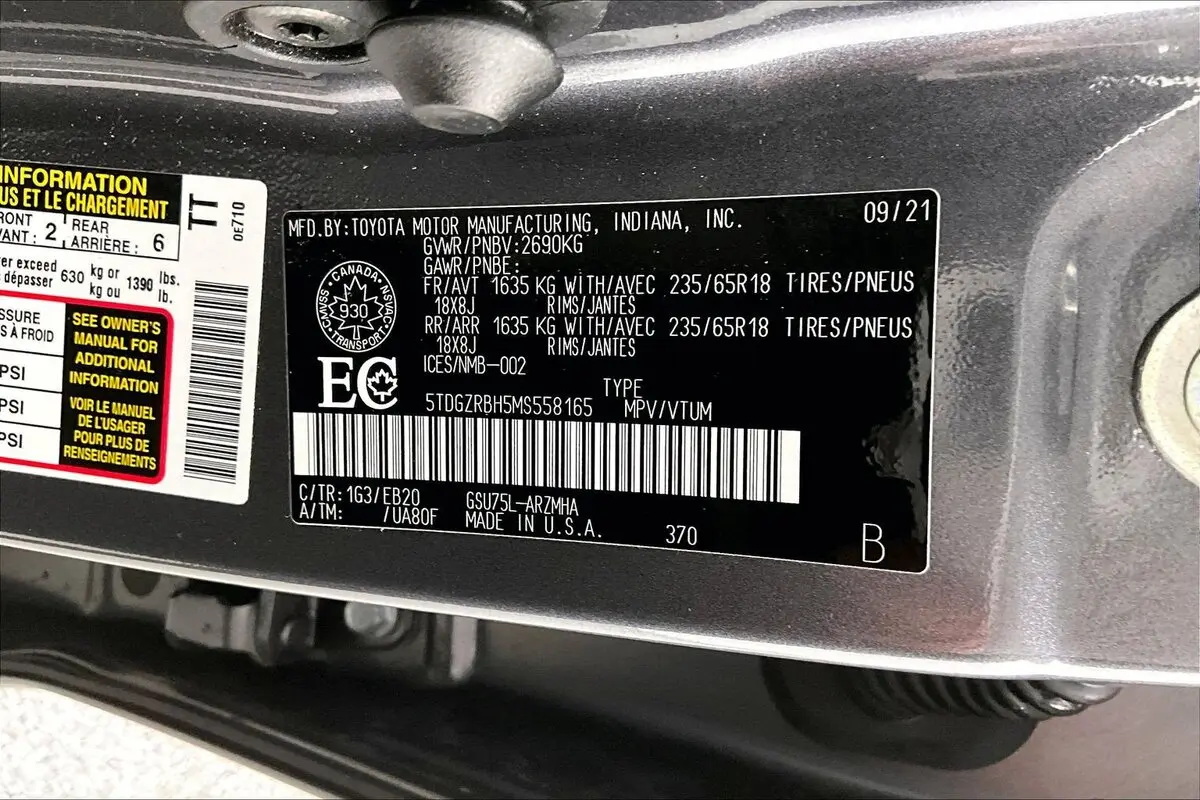 INFORMATION
US ET LE CHARGEMENT
RONT
VANT: 2
REAR
ARRIÈRE: 6
er exceed
dépasser 630 kg or
kg ou 1390 lbs.
lb.
SSURE
S À FROID
PSI
PSI
PSI
SEE OWNER'S
MANUAL FOR
ADDITIONAL
INFORMATION
VOIR LE MANUEL
DE L'USAGER
POUR PLUS DE
RENSEIGNEMENTS
TT
0E710
MFD.BY:TOYOTA MOTOR MANUFACTURING, INDIANA, INC. 09/21
GVWR/PNBV:2690KG
GAWR/PNBE:
FR/AVT 1635 KG WITH/AVEC 235/65R18 TIRES/PNEUS
18X8J RIMS/JANTES
RR/ARR 1635 KG WITH/AVEC 235/65R18 TIRES/PNEUS
18X8J RIMS/JANTES
ICES/NMB-002
CANADA
CMVSS NSVAC
930
TRANSPORT
EC
TYPE
5TDGZRBH5MS558165 MPV/VTUM
C/TR: 1G3/EB20 GSU75L-ARZMHA
A/TM: /UA80F MADE IN U.S.A. 370
B